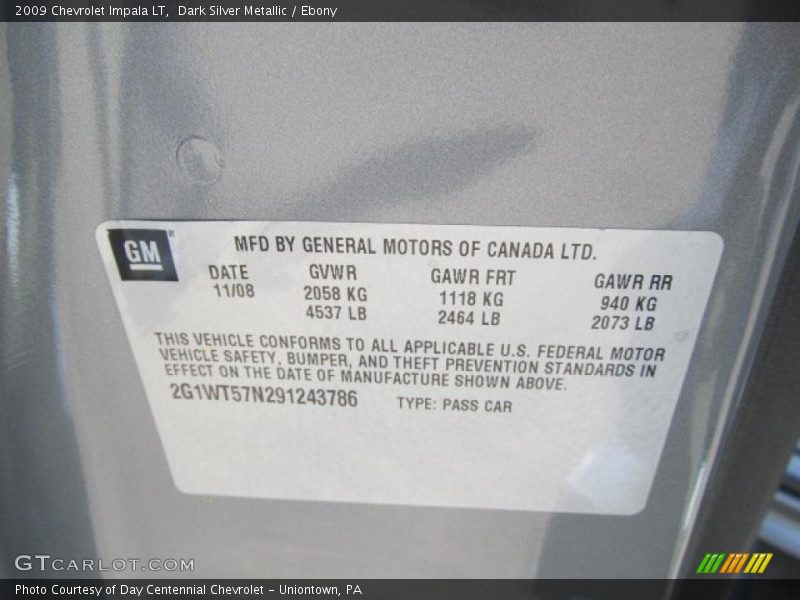 2009 Chevrolet Impala LT,  Dark Silver Metallic / Ebony
GM
MFD BY GENERAL MOTORS OF CANADA LTD.
DATE GVWR GAWR FRT GAWR RR
11/08 2058 KG 1118 KG 940 KG
4537 LB 2464 LB 2073 LB
THIS VEHICLE CONFORMS TO ALL APPLICABLE U.S. FEDERAL MOTOR
VEHICLE SAFETY, BUMPER, AND THEFT PREVENTION STANDARDS IN
EFFECT ON THE DATE OF MANUFACTURE SHOWN ABOVE.
2G1WT57N291243786 TYPE: PASS CAR
GTCARLOT.COM
Photo Courtesy of Day Centennial Chevrolet – Uniontown, PA